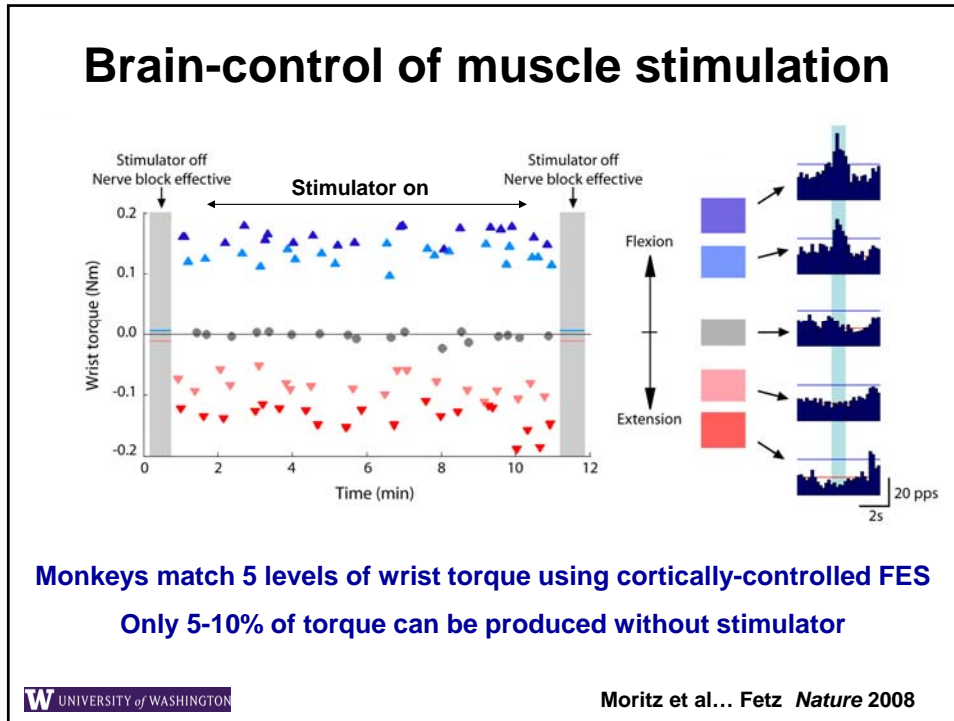 Brain-control of muscle stimulation
Stimulator off
Nerve block effective
Stimulator on
Stimulator off
Nerve block effective
0.2
0.1
0.0
-0.1
-0.2
Wrist torque (Nm)
0
2
4
6
8
10
12
Time (min)
Flexion
Extension
20 pps
2s
Monkeys match 5 levels of wrist torque using cortically-controlled FES
Only 5-10% of torque can be produced without stimulator
W UNIVERSITY of WASHINGTON
Moritz et al… Fetz Nature 2008